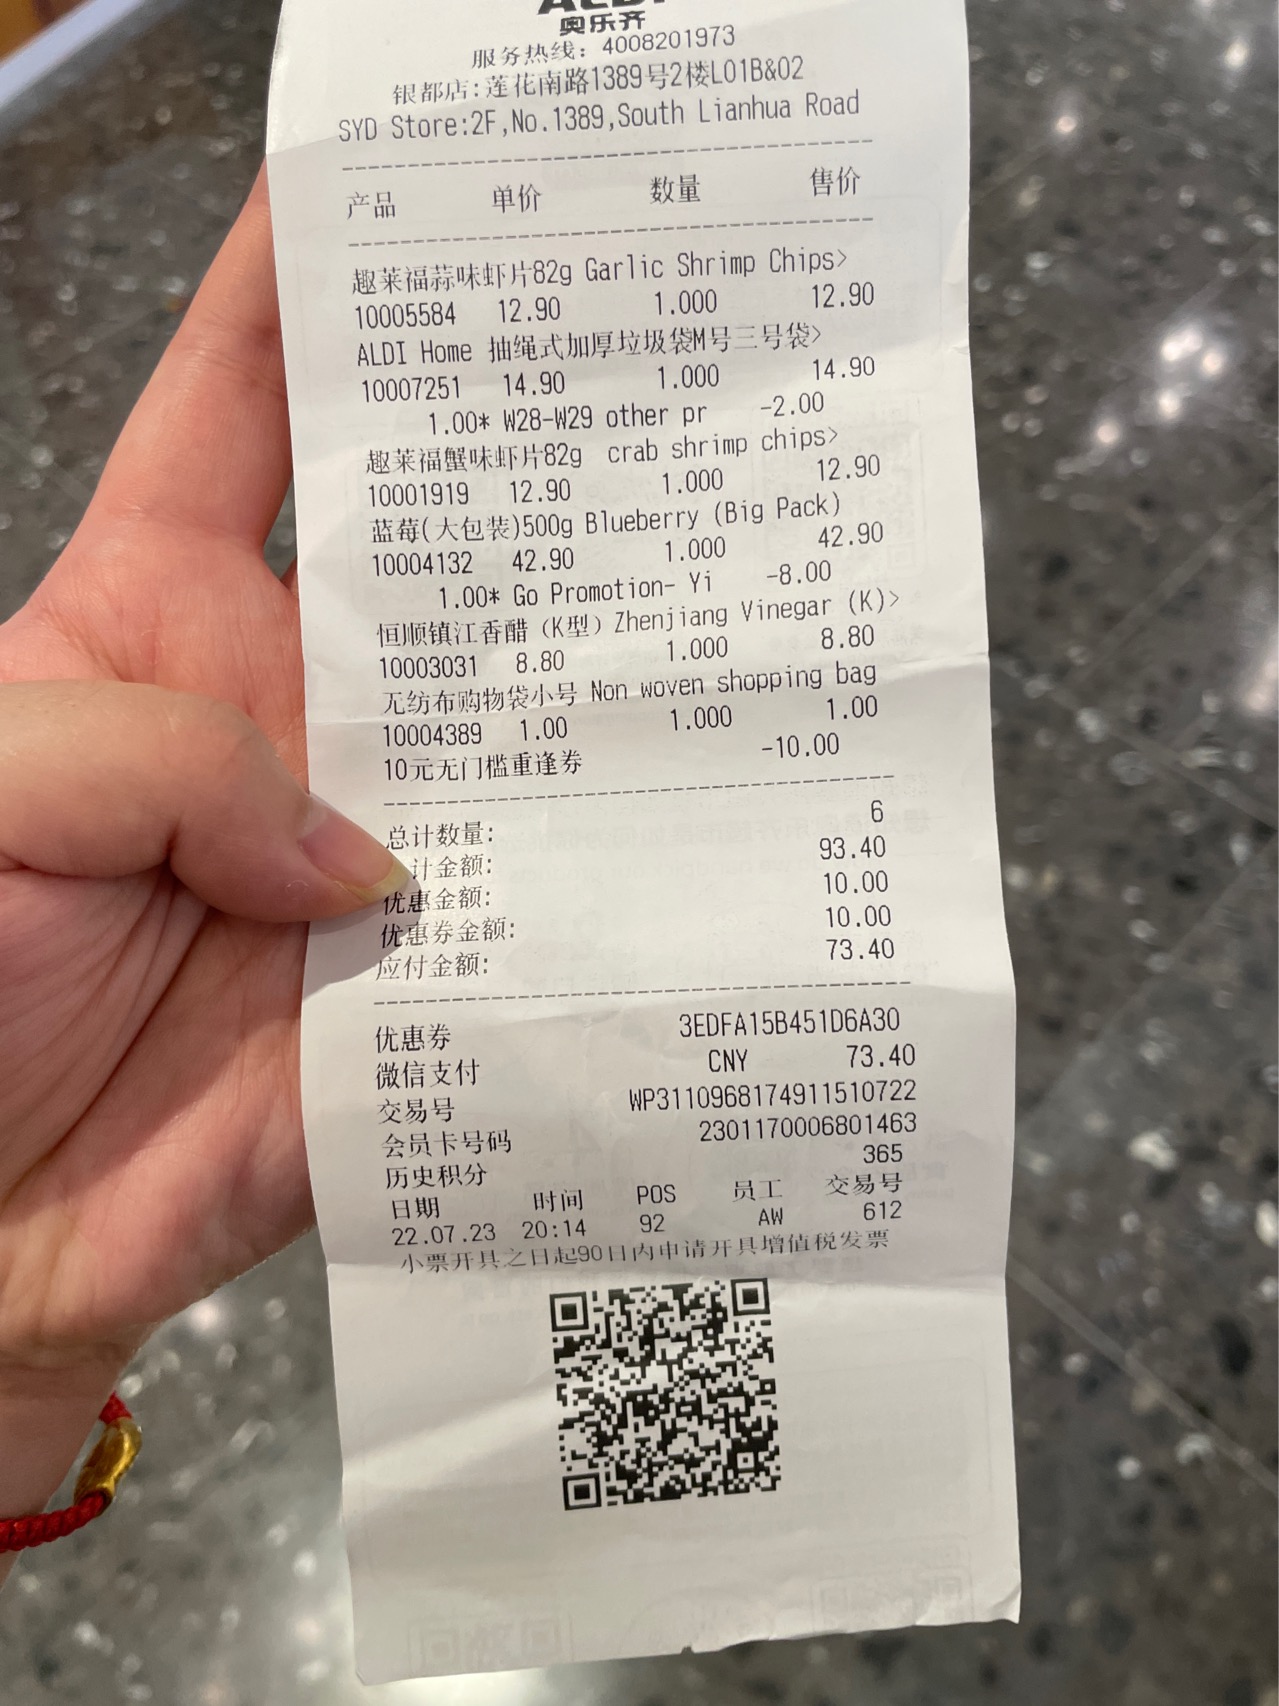 ALDI
奥乐齐
服务热线: 4008201973
银都店:莲花南路1389号2楼L01B&02
SYD Store:2F,No.1389,South Lianhua Road
产品 单价 数量 售价
趣莱福蒜味虾片82g Garlic Shrimp Chips>
10005584 12.90 1.000 12.90
ALDI Home 抽绳式加厚垃圾袋M号三号袋>
10007251 14.90 1.000 14.90
1.00* W28-W29 other pr -2.00
趣莱福蟹味虾片82g crab shrimp chips>
10001919 12.90 1.000 12.90
蓝莓(大包装)500g Blueberry (Big Pack)
10004132 42.90 1.000 42.90
1.00* Go Promotion- Yi -8.00
恒顺镇江香醋（K型）Zhenjiang Vinegar (K)>
10003031 8.80 1.000 8.80
无纺布购物袋小号 Non woven shopping bag
10004389 1.00 1.000 1.00
10元无门槛重逢券 -10.00
总计数量: 6
计金额: 93.40
优惠金额: 10.00
优惠券金额: 10.00
应付金额: 73.40
优惠券 3EDFA15B451D6A30
微信支付 CNY 73.40
交易号 WP31109681749115107​22
会员卡号码 2301170006801463
历史积分 365
日期 时间 POS 员工 交易号
22.07.23 20:14 92 AW 612
小票开具之日起90日内申请开具增值税发票